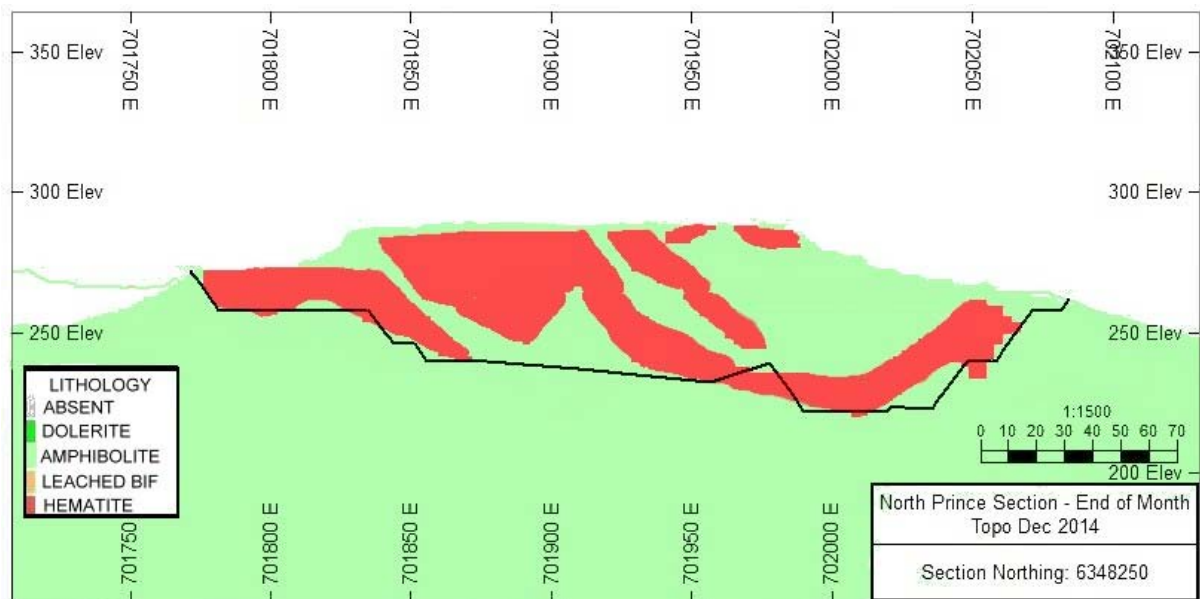 701750 E
701800 E
701850 E
701900 E
701950 E
702000 E
702050 E
702100 E
350 Elev
350 Elev
300 Elev
300 Elev
250 Elev
250 Elev
LITHOLOGY
ABSENT
DOLERITE
AMPHIBOLITE
LEACHED BIF
HEMATITE
1:1500
0 10 20 30 40 50 60 70
200 Elev
701750 E
701800 E
701850 E
701900 E
701950 E
702000 E
North Prince Section - End of Month
Topo Dec 2014
Section Northing: 6348250